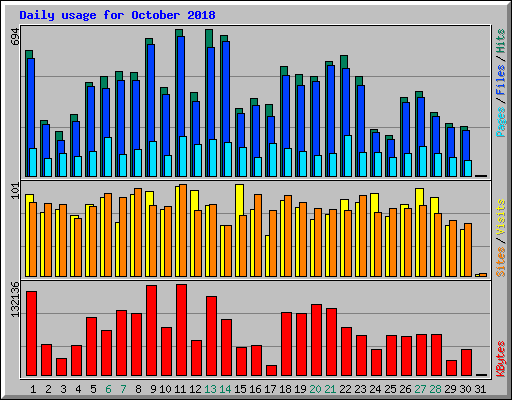 Daily usage for October 2018
694
Pages / Files / Hits
101
Sites / Visits
132136
KBytes
1 2 3 4 5 6 7 8 9 10 11 12 13 14 15 16 17 18 19 20 21 22 23 24 25 26 27 28 29 30 31